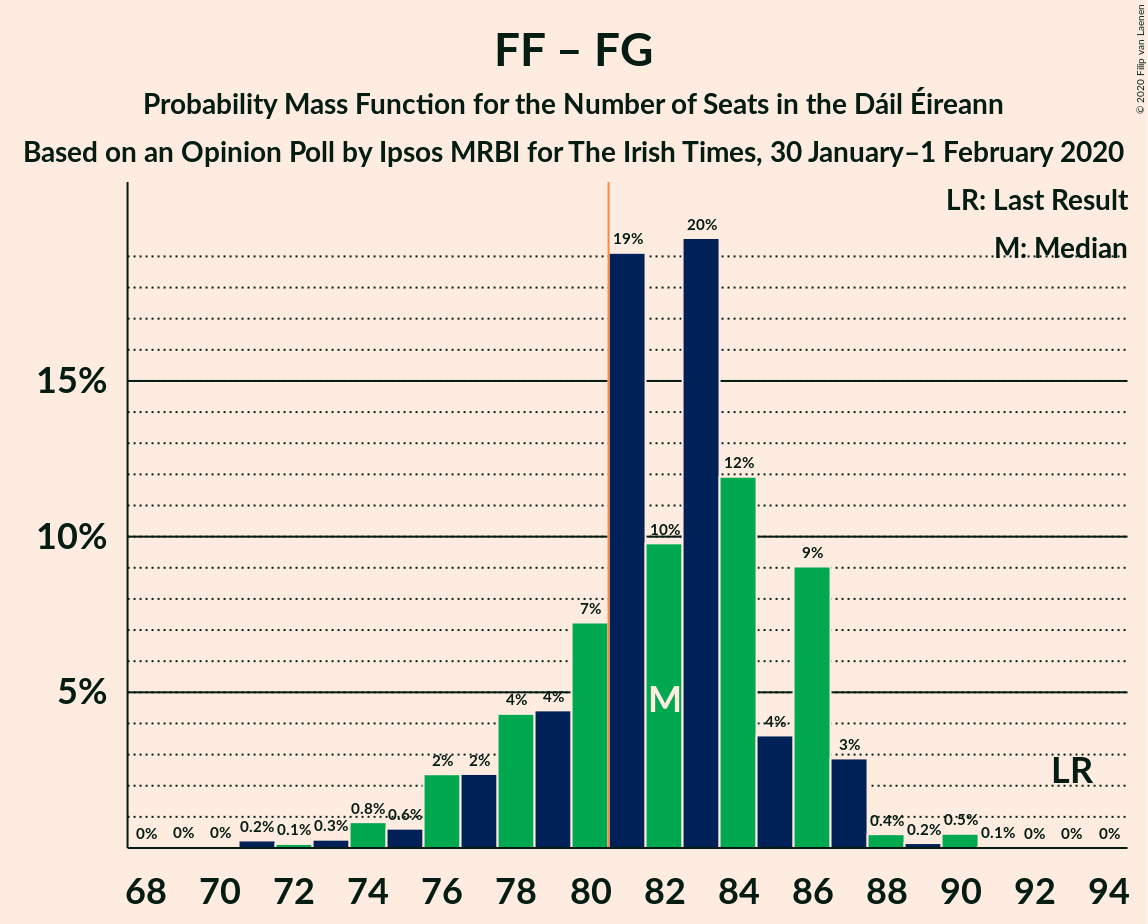 FF – FG
Probability Mass Function for the Number of Seats in the Dáil Éireann
Based on an Opinion Poll by Ipsos MRBI for The Irish Times, 30 January–1 February 2020
© 2020 Filip van Laenen
LR: Last Result
M: Median
15%
10%
5%
0% 0% 0% 0.2% 0.1% 0.3% 0.8% 0.6% 2% 2% 4% 4% 7% 19% 10% 20% 12% 4% 9% 3% 0.4% 0.2% 0.5% 0.1% 0% 0% 0%
M
LR
68 70 72 74 76 78 80 82 84 86 88 90 92 94